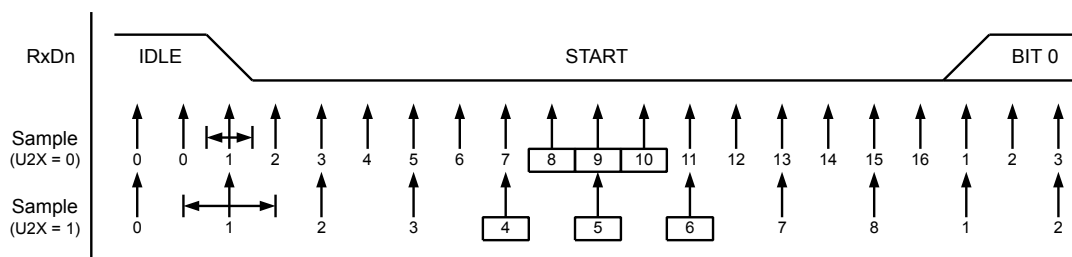 RxDn IDLE START BIT 0
Sample
(U2X = 0)
0 0 1 2 3 4 5 6 7 8 9 10 11 12 13 14 15 16 1 2 3
Sample
(U2X = 1)
0 1 2 3 4 5 6 7 8 1 2